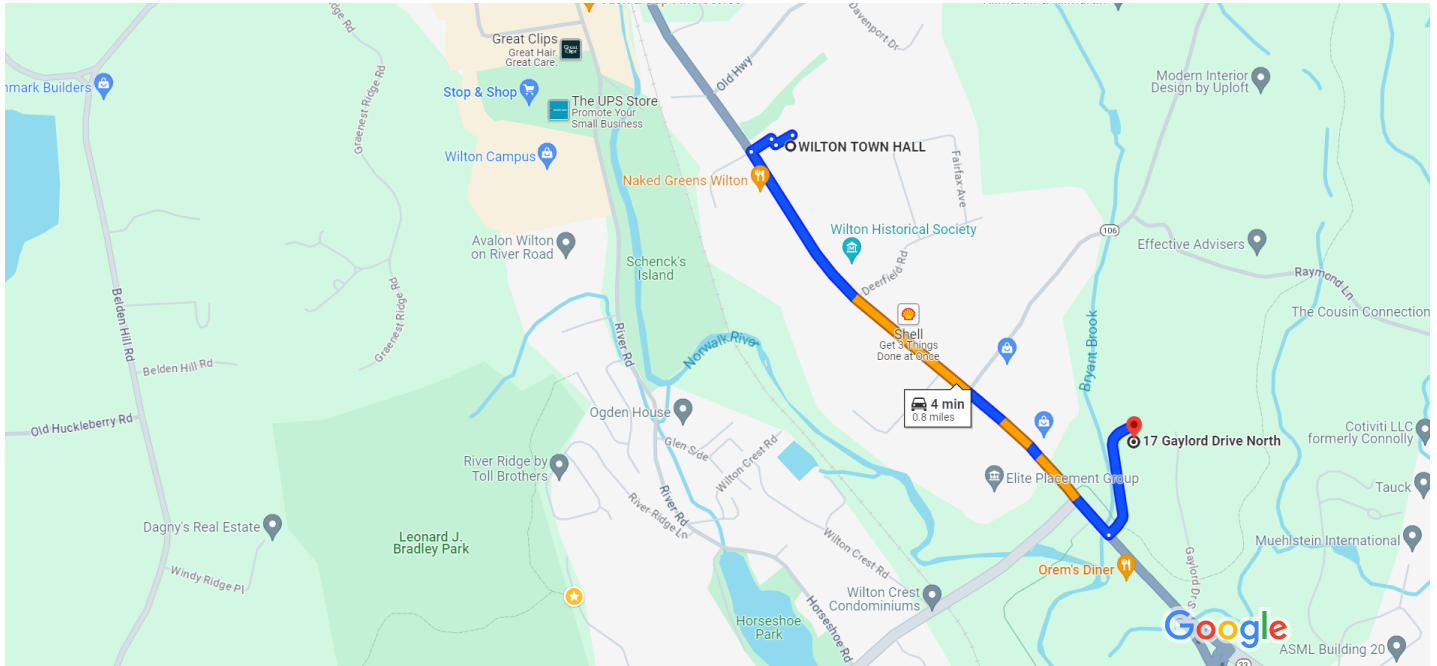 Graenest Ridge Rd
Great Clips
Great Hair.
Great Care.
Great Clips
Davenport Dr
Old Hwy
nmark Builders
Stop & Shop
The UPS Store
Promote Your
Small Business
Modern Interior
Design by Uploft
WILTON TOWN HALL
Wilton Campus
Naked Greens Wilton
Fairfax Ave
Avalon Wilton
on River Road
Wilton Historical Society
106
Effective Advisers
Schenck's
Island
Deerfield Rd
Raymond Ln
Belden Hill Rd
Graenest Ridge Rd
River Rd
Norwalk River
Shell
Get 3 Things
Done at Once
The Cousin Connection
Bryant Brook
Belden Hill Rd
4 min
0.8 miles
Old Huckleberry Rd
Ogden House
Glen Side
Wilton Crest Rd
17 Gaylord Drive North
Cotiviti LLC
formerly Connolly
River Ridge by
Toll Brothers
Elite Placement Group
Tauck
River Ridge Ln
River Rd
Dagny's Real Estate
Leonard J.
Bradley Park
Wilton Crest Rd
Muehlstein International
Windy Ridge Pl
Orem's Diner
Gaylord Dr S
Wilton Crest
Condominiums
Horseshoe
Park
Horseshoe Rd
Google
ASML Building 20
33